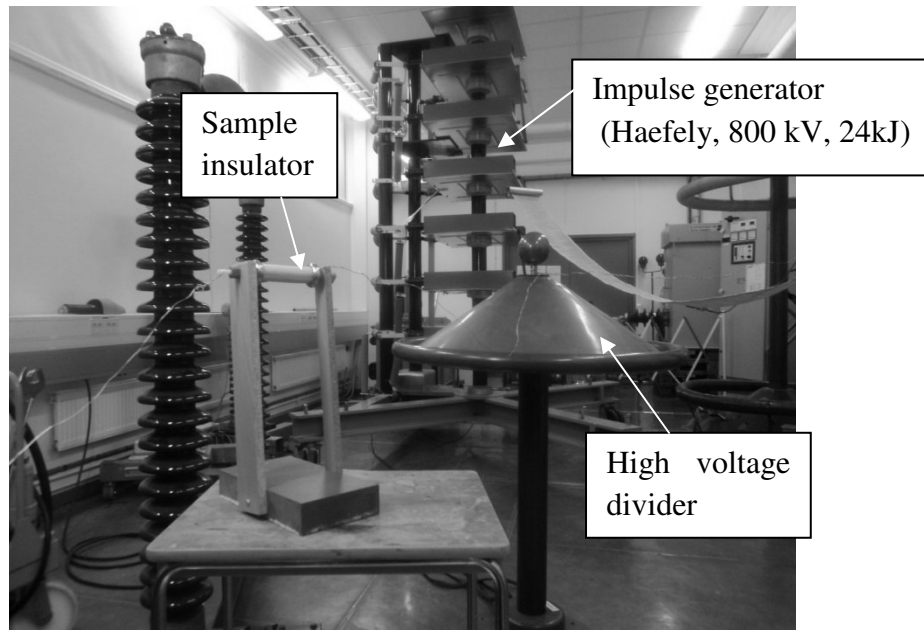 Impulse generator
(Haefely, 800 kV, 24kJ)
Sample
insulator
High voltage
divider